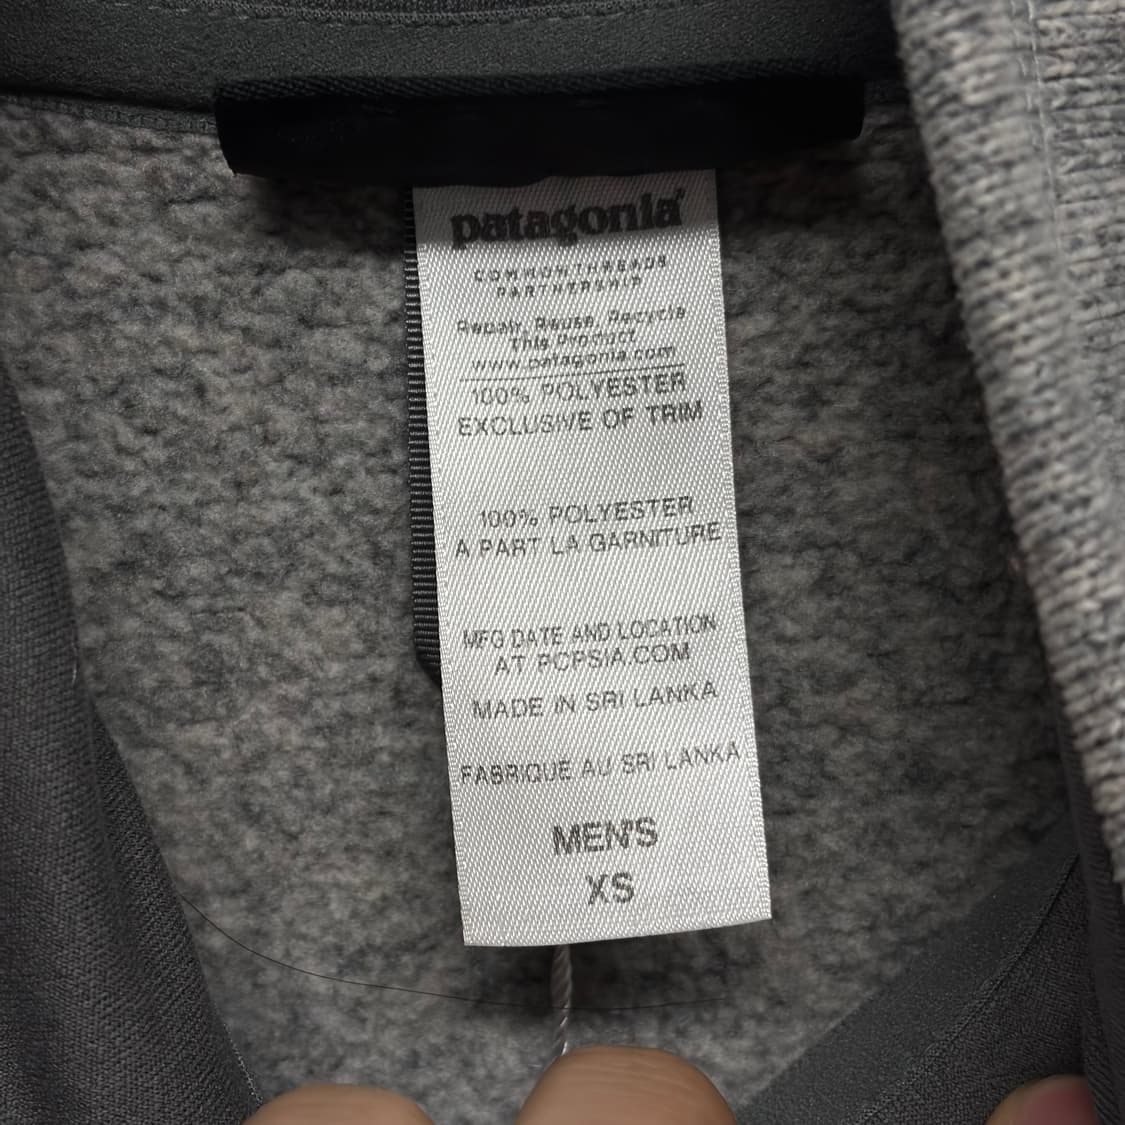 patagonia®
COMMON THREADS
PARTNERSHIP
Repair, Reuse, Recycle
This Product
www.patagonia.com
100% POLYESTER
EXCLUSIVE OF TRIM
100% POLYESTER
A PART LA GARNITURE
MFG DATE AND LOCATION
AT PCPSIA.COM
MADE IN SRI LANKA
FABRIQUE AU SRI LANKA
MEN'S
XS